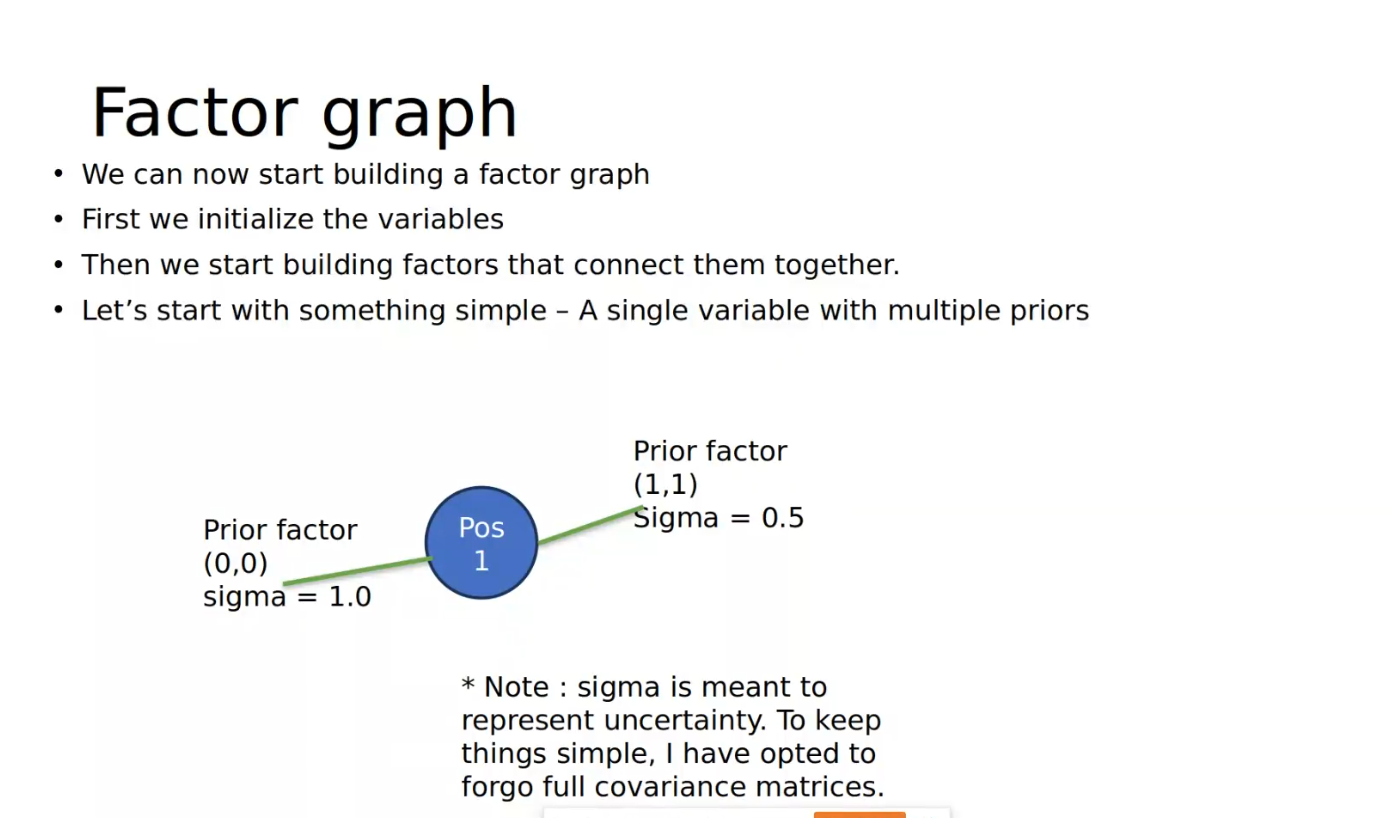 Factor graph
• We can now start building a factor graph
• First we initialize the variables
• Then we start building factors that connect them together.
• Let’s start with something simple – A single variable with multiple priors
Prior factor
(1,1)
Sigma = 0.5
Pos
1
Prior factor
(0,0)
sigma = 1.0
* Note : sigma is meant to
represent uncertainty. To keep
things simple, I have opted to
forgo full covariance matrices.